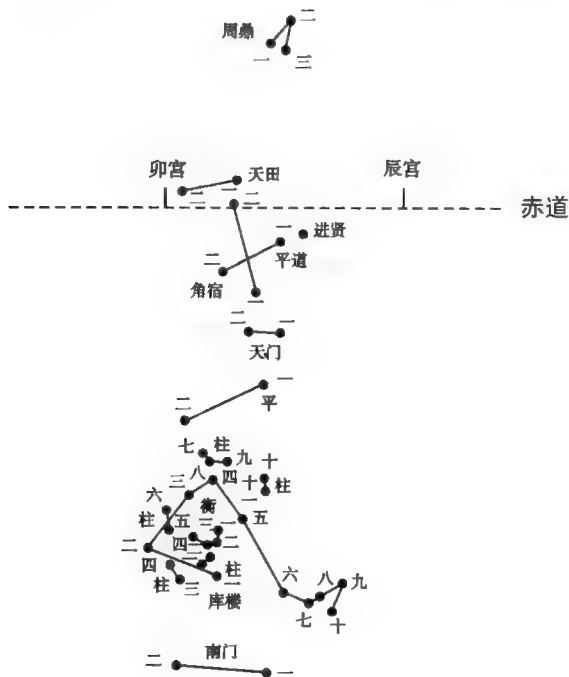 二
周鼎
一 三
卯宫 天田 辰宫
二 一 二
赤道
一 进贤
二 平道
角宿
一
二 一
天门
一
二 平
七 柱 九 十
八 四 十 柱
三
六 衡 一
柱 五 三 一 五
四 二
二 二
四 柱 一
柱 三 库楼
六 八 九
七 十
南门
二 一